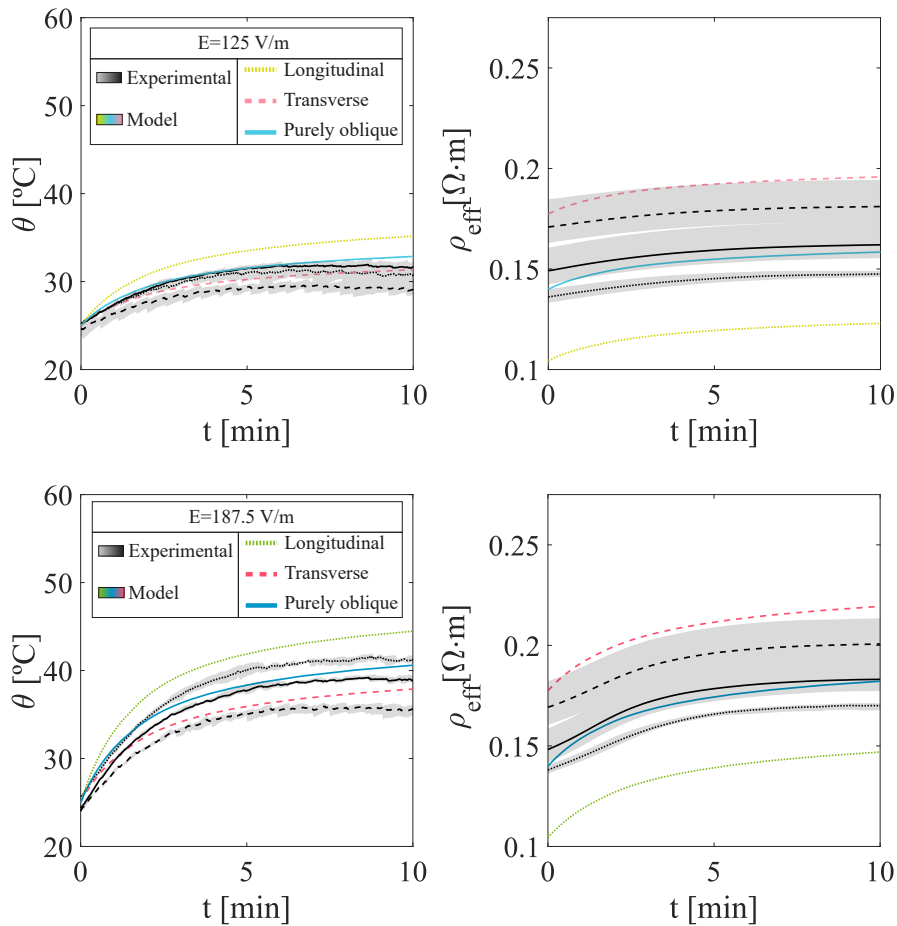 60
50
40
30
20
θ [ºC]
E=125 V/m
Experimental
Model
Longitudinal
Transverse
Purely oblique
0
5
10
t [min]
0.25
0.2
0.15
0.1
ρeff[Ω·m]
0
5
10
t [min]
60
50
40
30
20
θ [ºC]
E=187.5 V/m
Experimental
Model
Longitudinal
Transverse
Purely oblique
0
5
10
t [min]
0.25
0.2
0.15
0.1
ρeff[Ω·m]
0
5
10
t [min]